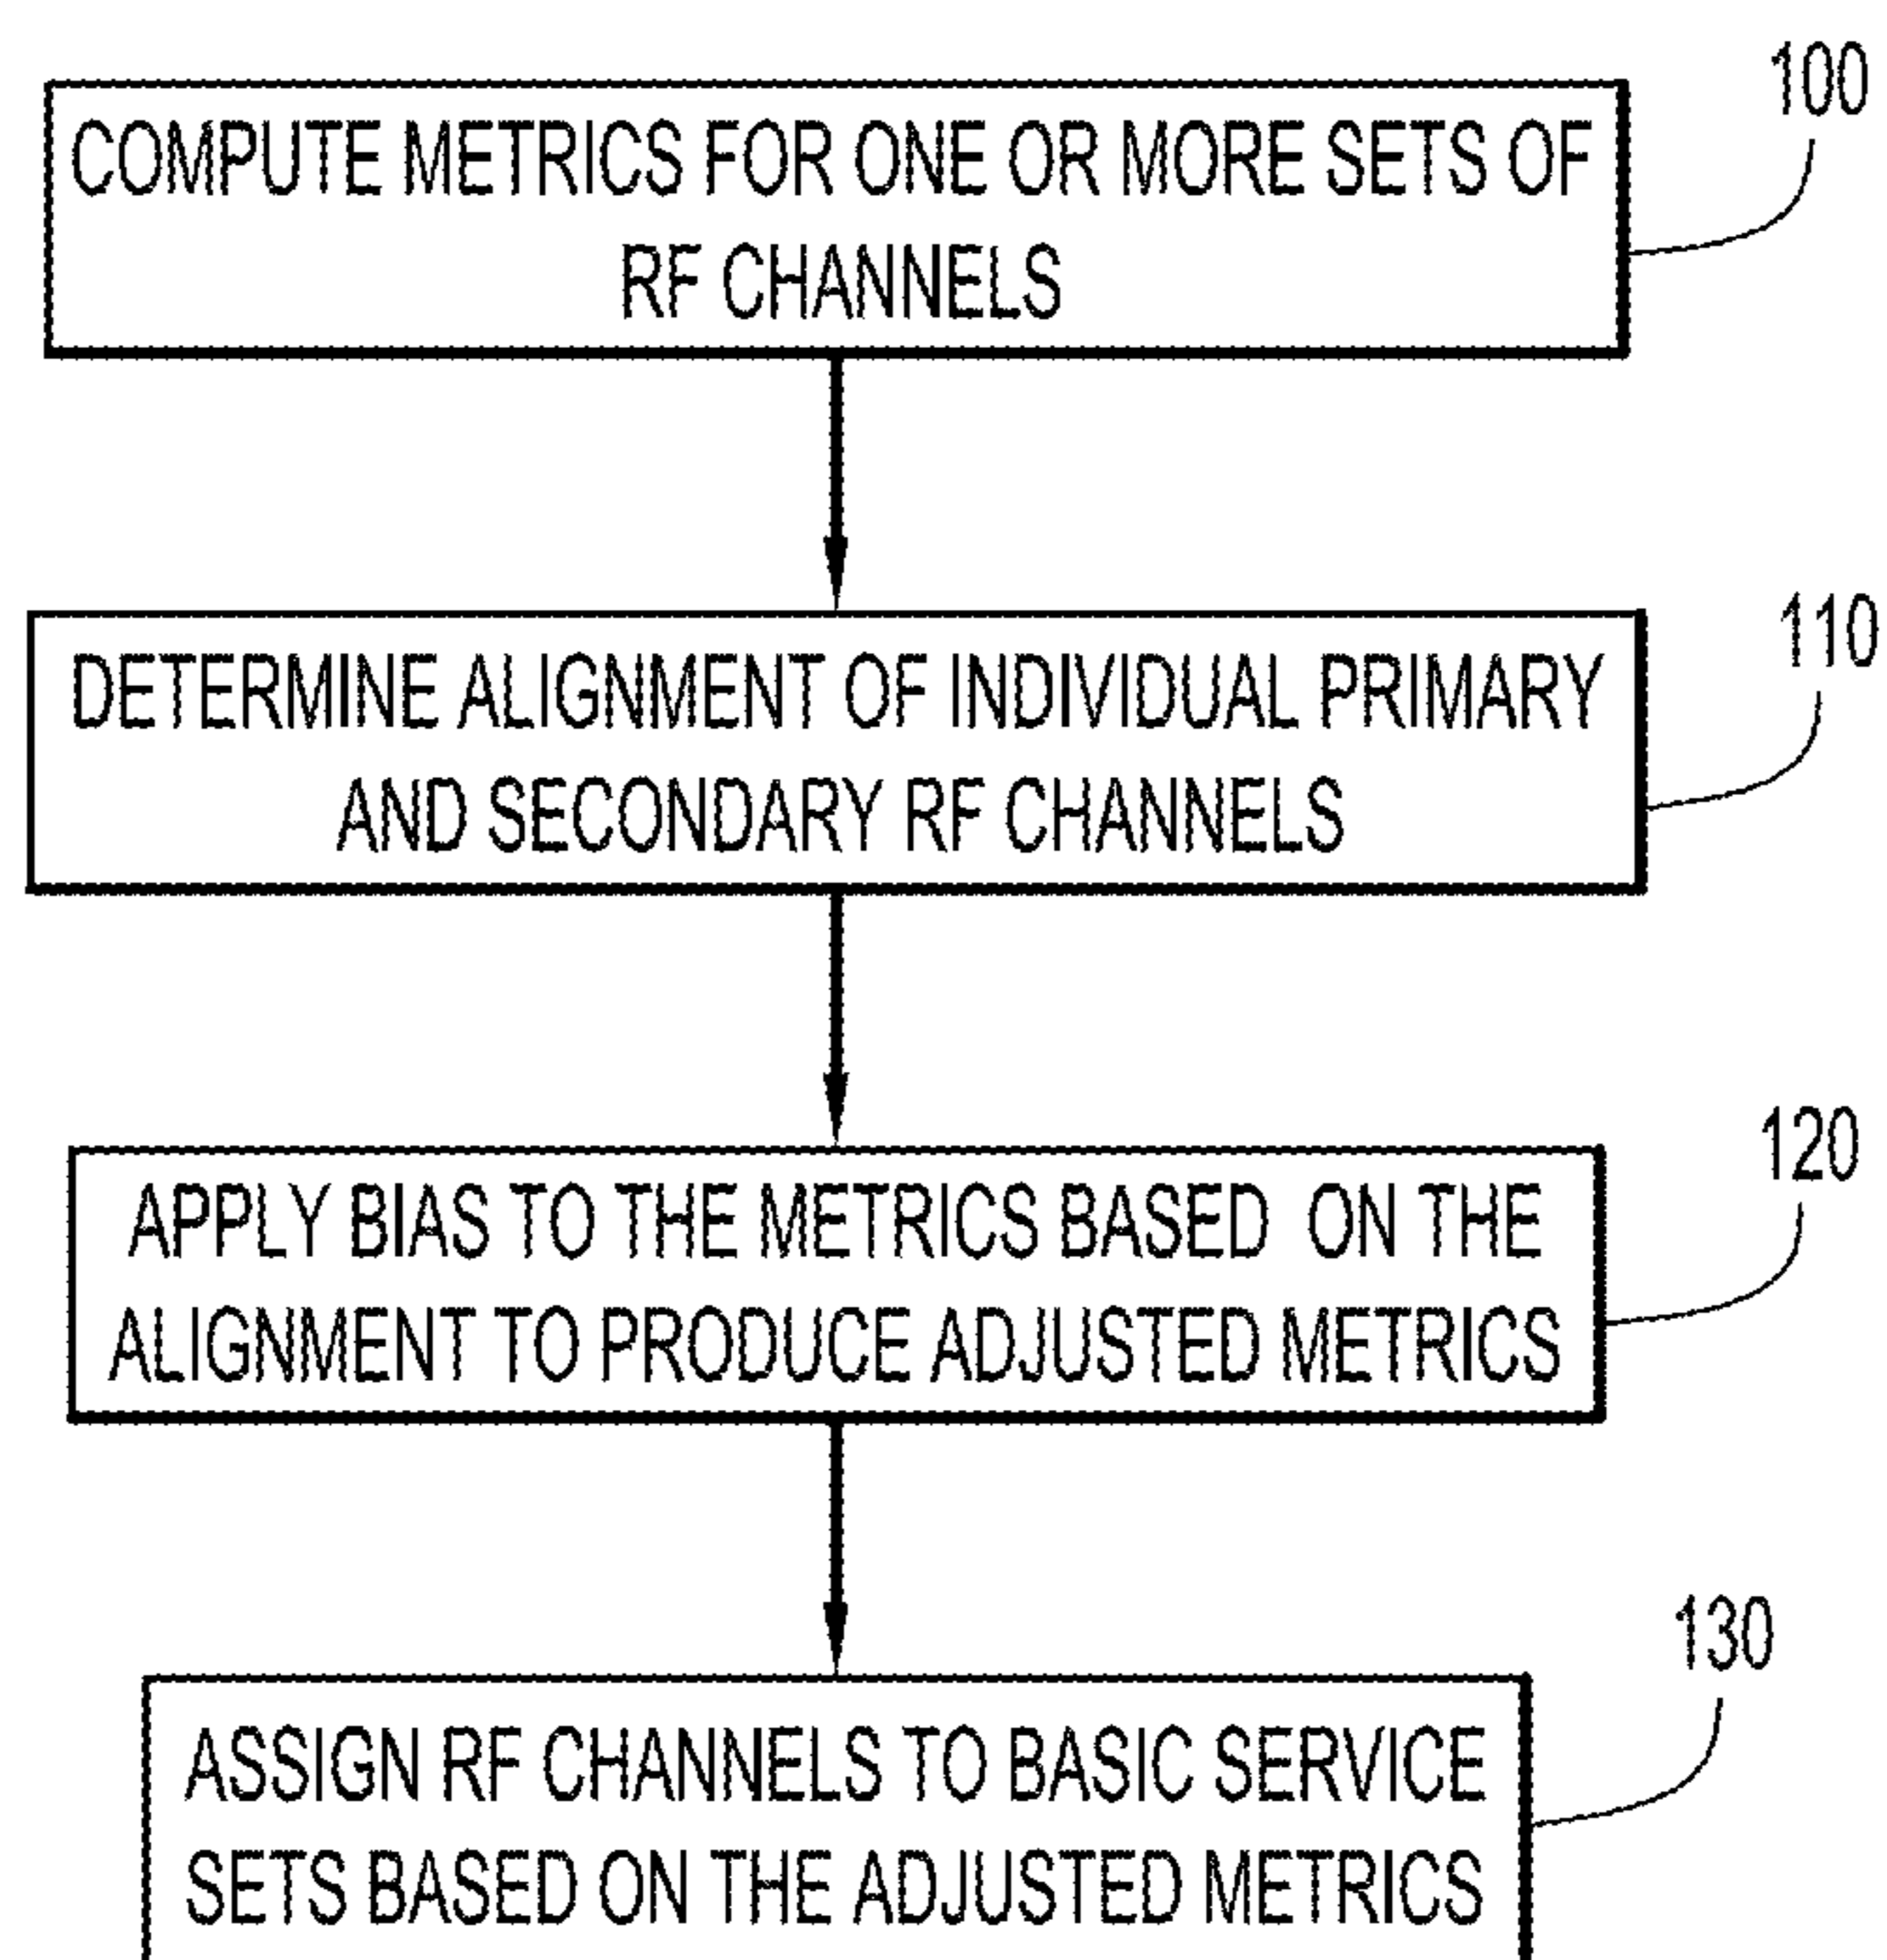 100
COMPUTE METRICS FOR ONE OR MORE SETS OF
RF CHANNELS
110
DETERMINE ALIGNMENT OF INDIVIDUAL PRIMARY
AND SECONDARY RF CHANNELS
120
APPLY BIAS TO THE METRICS BASED ON THE
ALIGNMENT TO PRODUCE ADJUSTED METRICS
130
ASSIGN RF CHANNELS TO BASIC SERVICE
SETS BASED ON THE ADJUSTED METRICS